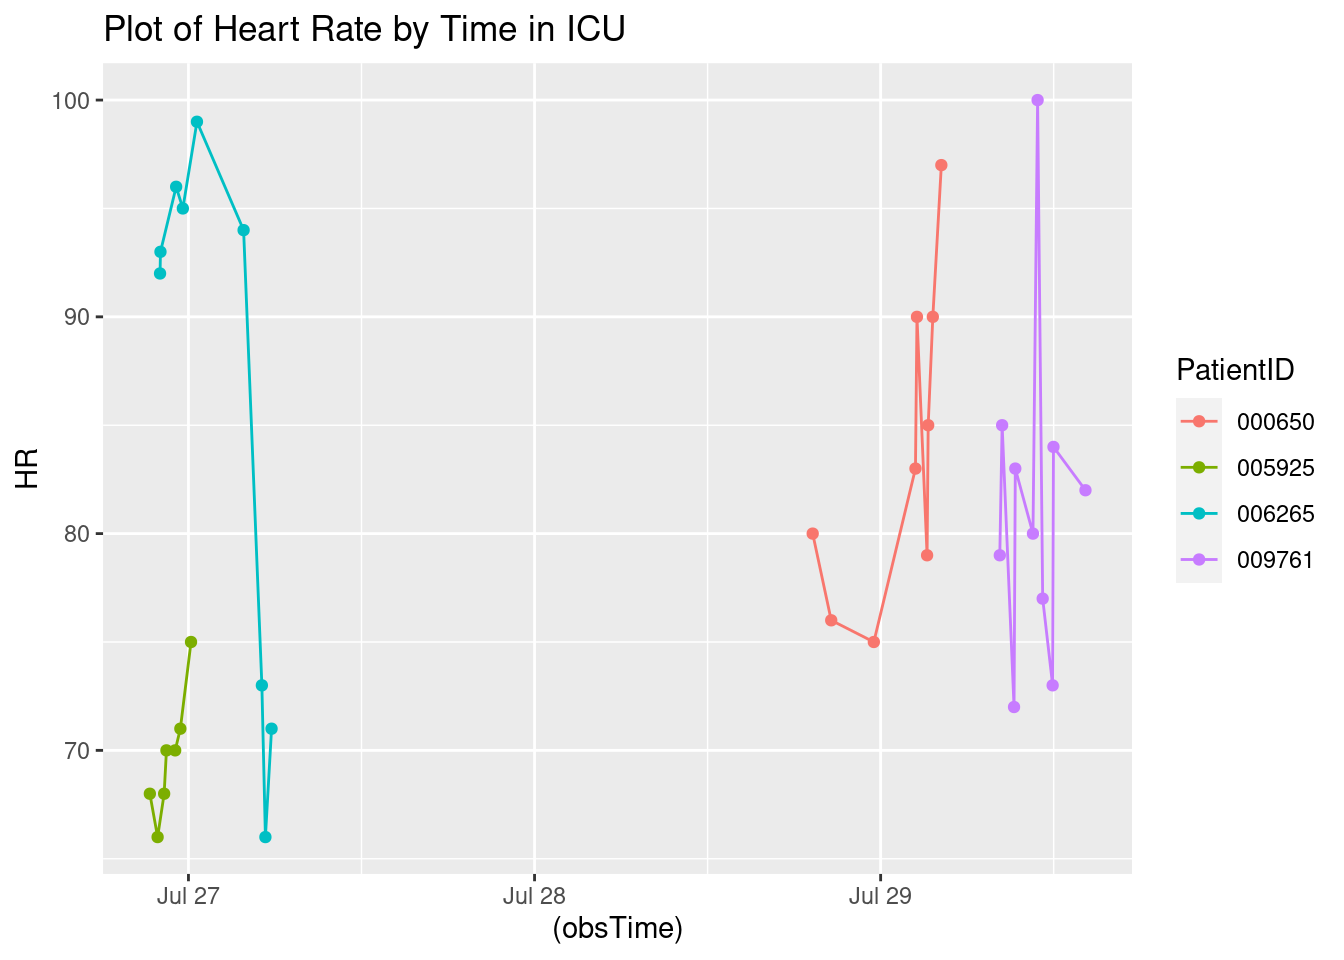 Plot of Heart Rate by Time in ICU
100
90
80
70
HR
Jul 27
Jul 28
Jul 29
(obsTime)
PatientID
000650
005925
006265
009761